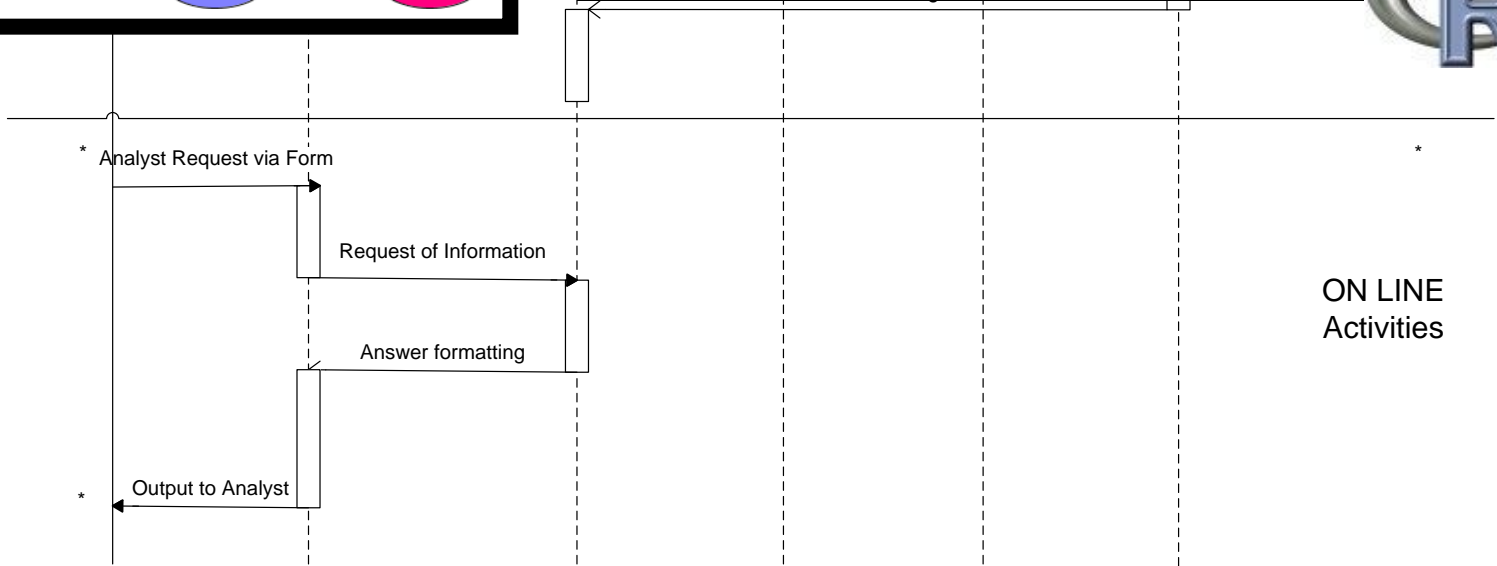 * Analyst Request via Form *
Request of Information
ON LINE
Activities
Answer formatting
* Output to Analyst